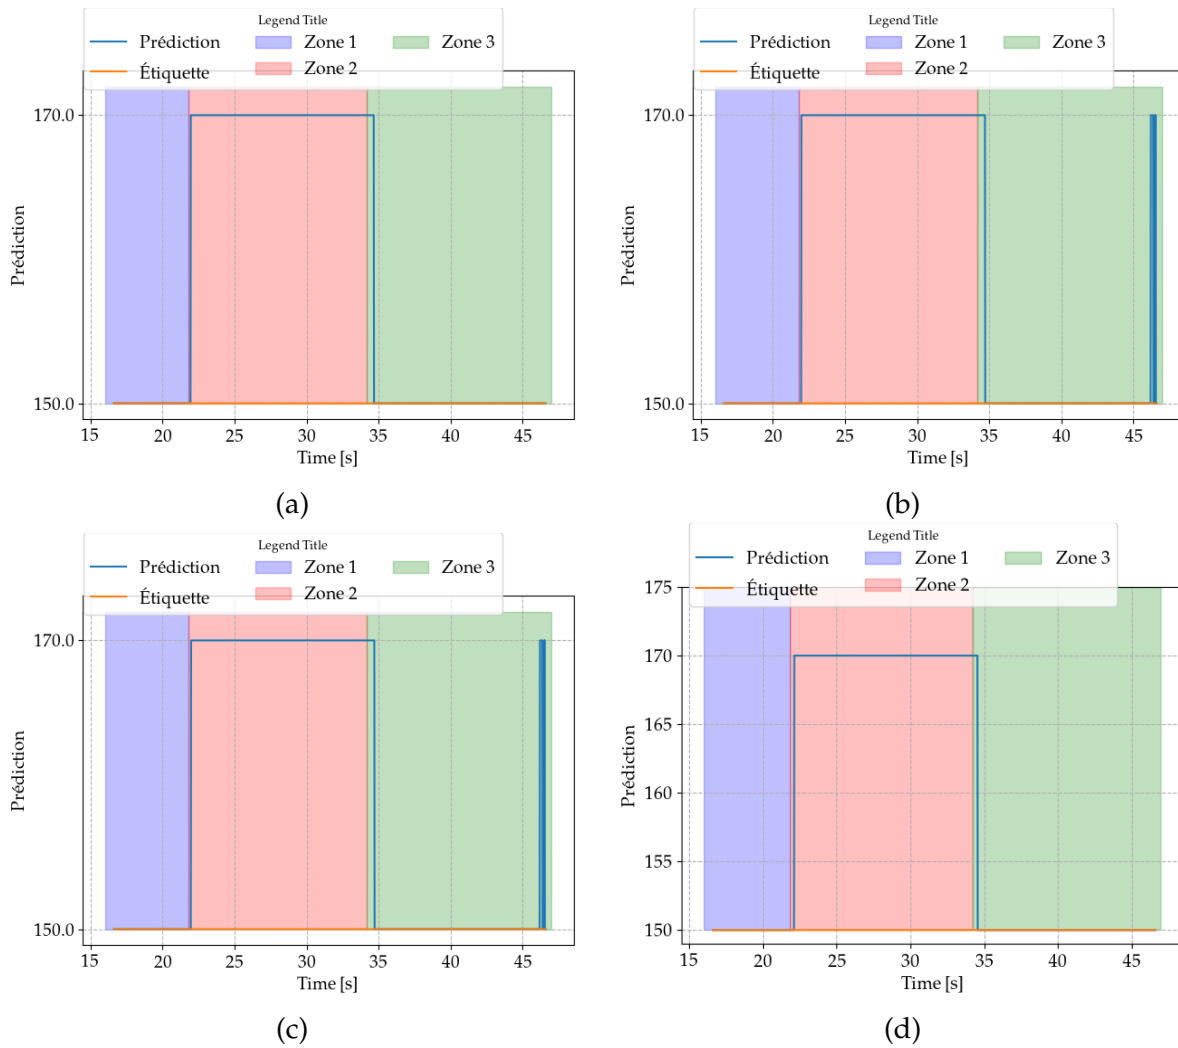 Legend Title
Prédiction Zone 1 Zone 3
Étiquette Zone 2
170.0
150.0
Prédiction
15 20 25 30 35 40 45
Time [s]
(a)
Legend Title
Prédiction Zone 1 Zone 3
Étiquette Zone 2
170.0
150.0
Prédiction
15 20 25 30 35 40 45
Time [s]
(b)
Legend Title
Prédiction Zone 1 Zone 3
Étiquette Zone 2
170.0
150.0
Prédiction
15 20 25 30 35 40 45
Time [s]
(c)
Legend Title
Prédiction Zone 1 Zone 3
Étiquette Zone 2
175
170
165
160
155
150
Prédiction
15 20 25 30 35 40 45
Time [s]
(d)